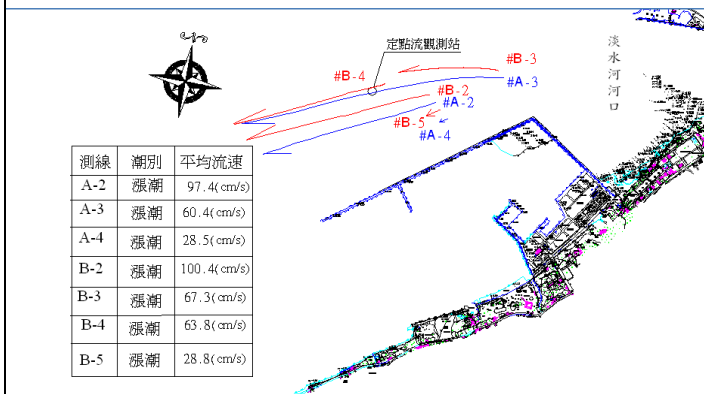 定點流觀測站
淡水河河口
#B-3
#B-4
#A-3
#B-2
#A-2
#B-5
#A-4
測線 潮別 平均流速
A-2 漲潮 97.4(cm/s)
A-3 漲潮 60.4(cm/s)
A-4 漲潮 28.5(cm/s)
B-2 漲潮 100.4(cm/s)
B-3 漲潮 67.3(cm/s)
B-4 漲潮 63.8(cm/s)
B-5 漲潮 28.8(cm/s)